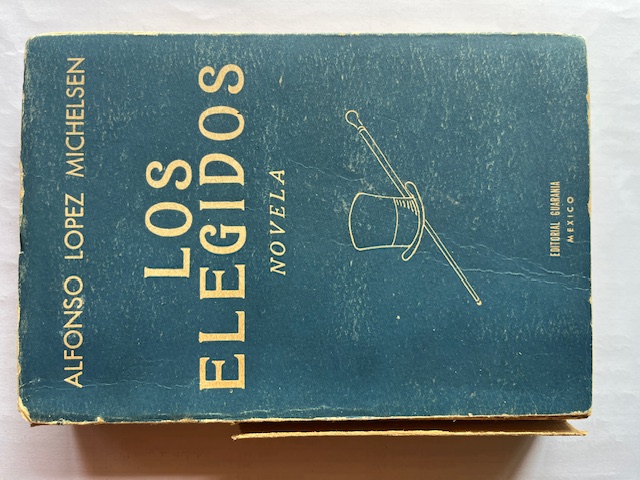 ALFONSO LOPEZ MICHELSEN
LOS
ELEGIDOS
NOVELA
EDITORIAL GUARANIA
MEXICO